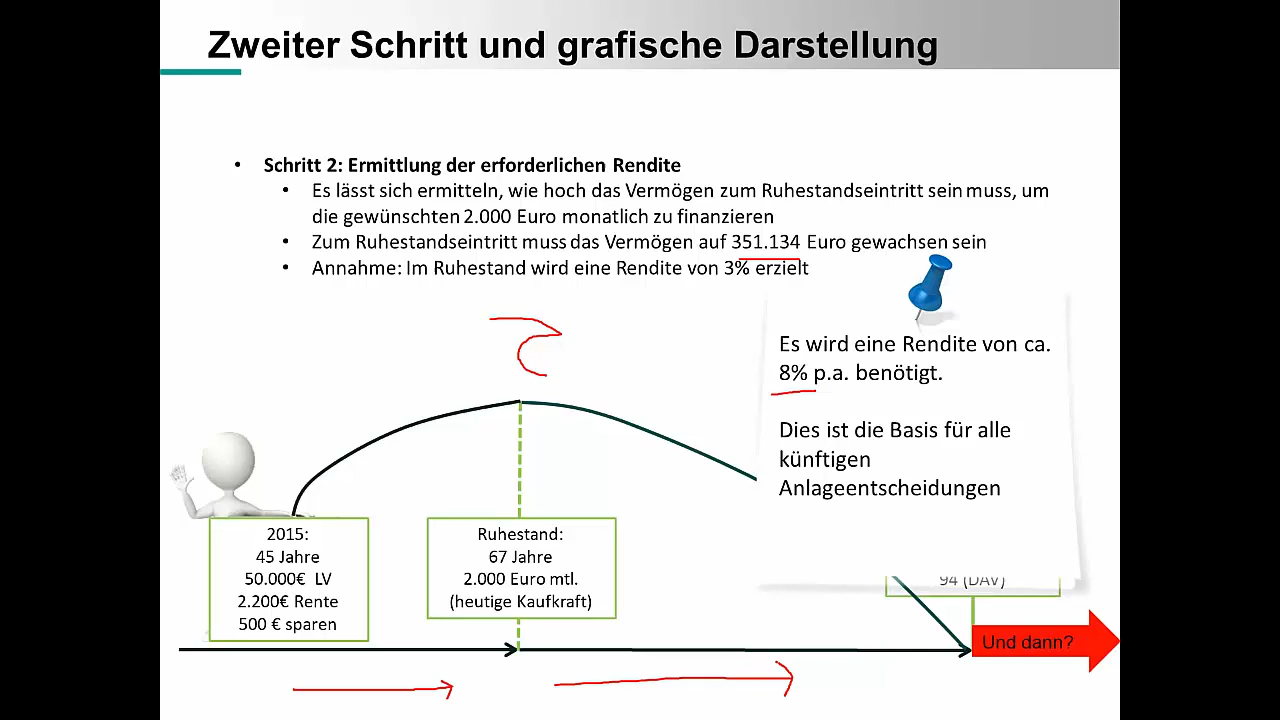 Zweiter Schritt und grafische Darstellung
• Schritt 2: Ermittlung der erforderlichen Rendite
• Es lässt sich ermitteln, wie hoch das Vermögen zum Ruhestandseintritt sein muss, um
die gewünschten 2.000 Euro monatlich zu finanzieren
• Zum Ruhestandseintritt muss das Vermögen auf 351.134 Euro gewachsen sein
• Annahme: Im Ruhestand wird eine Rendite von 3% erzielt
Es wird eine Rendite von ca.
8% p.a. benötigt.
Dies ist die Basis für alle
künftigen
Anlageentscheidungen
2015:
45 Jahre
50.000€ LV
2.200€ Rente
500 € sparen
Ruhestand:
67 Jahre
2.000 Euro mtl.
(heutige Kaufkraft)
94 (DAV)
Und dann?